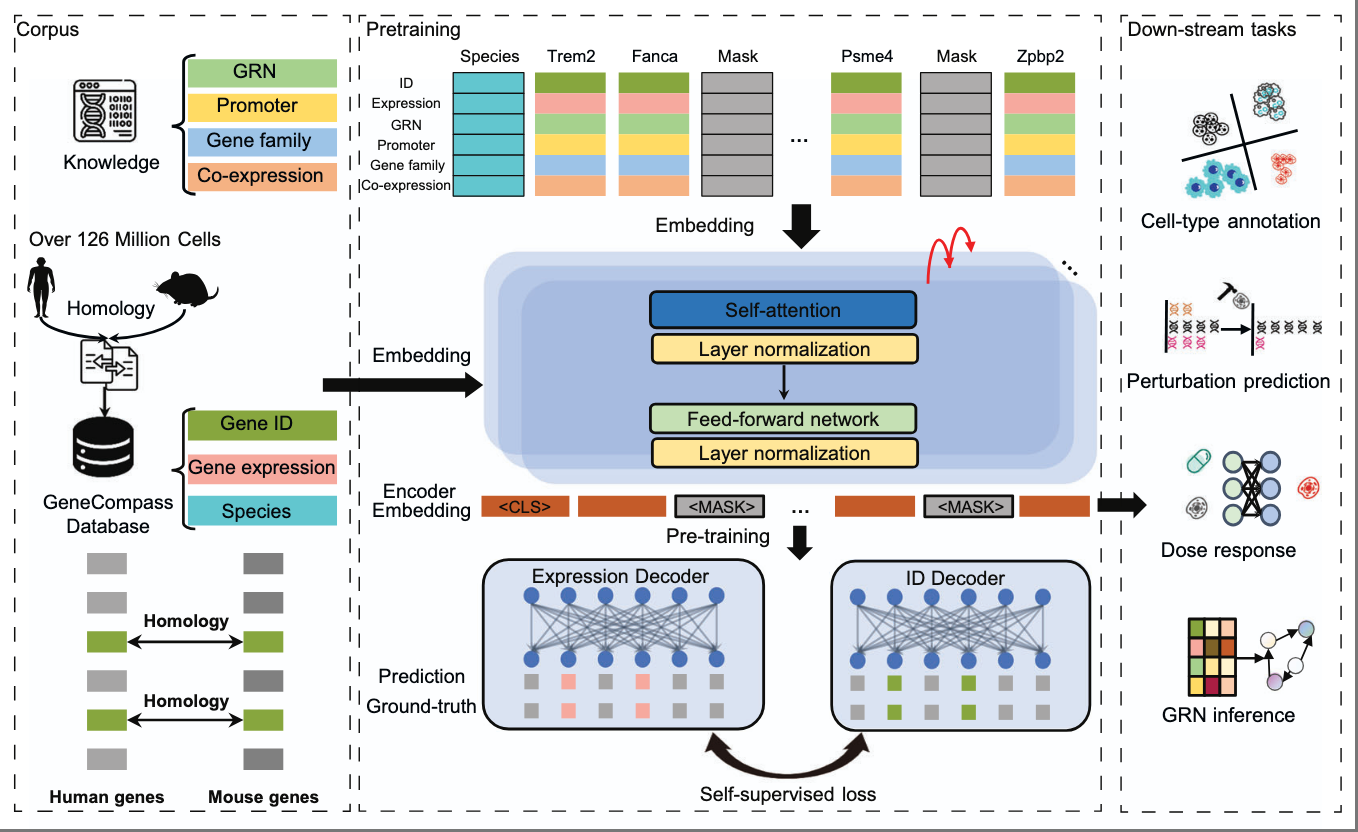 Corpus
Knowledge
GRN
Promoter
Gene family
Co-expression
Over 126 Million Cells
Homology
GeneCompass
Database
Gene ID
Gene expression
Species
Homology
Homology
Human genes
Mouse genes
Pretraining
Species Trem2 Fanca Mask Psme4 Mask Zpbp2
ID
Expression
GRN
Promoter
Gene family
Co-expression
...
Embedding
Embedding
...
Self-attention
Layer normalization
Feed-forward network
Layer normalization
Encoder
Embedding
<CLS> <MASK> ... <MASK>
Pre-training
Expression Decoder
ID Decoder
Prediction
Ground-truth
Self-supervised loss
Down-stream tasks
Cell-type annotation
Perturbation prediction
Dose response
GRN inference